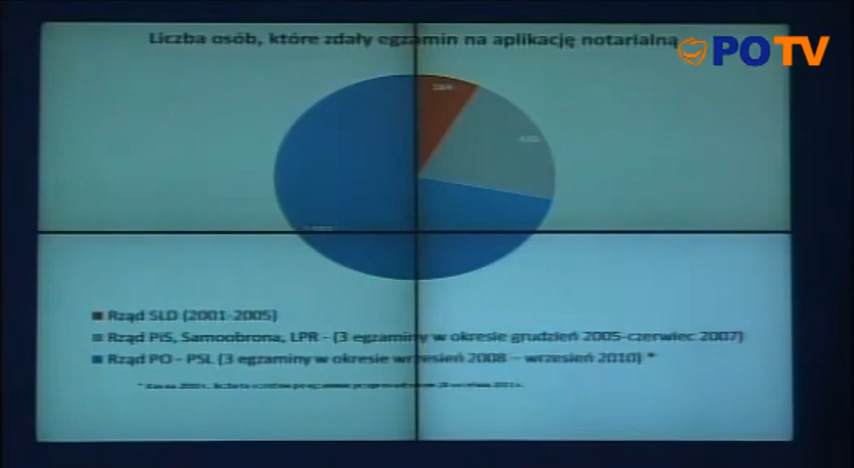 Liczba osób, które zdały egzamin na aplikację notarialną
POTV
Rząd SLD (2001-2005)
Rząd PiS, Samoobrona, LPR - (3 egzaminy w okresie grudzień 2005-czerwiec 2007)
Rząd PO - PSL (3 egzaminy w okresie wrzesień 2008 – wrzesień 2010) *